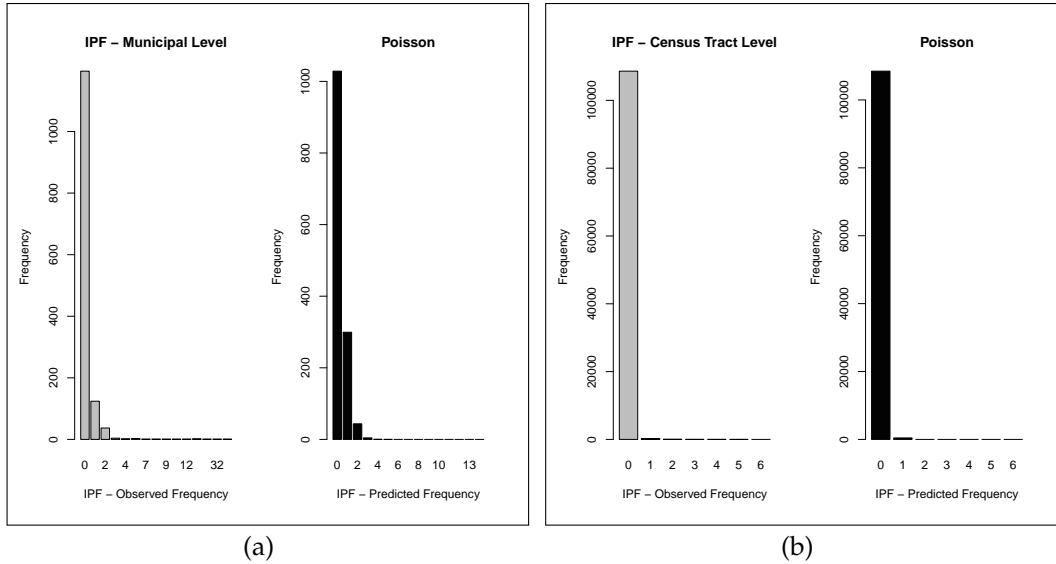 IPF – Municipal Level
Frequency
0 200 400 600 800 1000
0 2 4 7 9 12 32
IPF – Observed Frequency
Poisson
Frequency
0 200 400 600 800 1000
0 2 4 6 8 10 13
IPF – Predicted Frequency
(a)
IPF – Census Tract Level
Frequency
0 20000 40000 60000 80000 100000
0 1 2 3 4 5 6
IPF – Observed Frequency
Poisson
Frequency
0 20000 40000 60000 80000 100000
0 1 2 3 4 5 6
IPF – Predicted Frequency
(b)